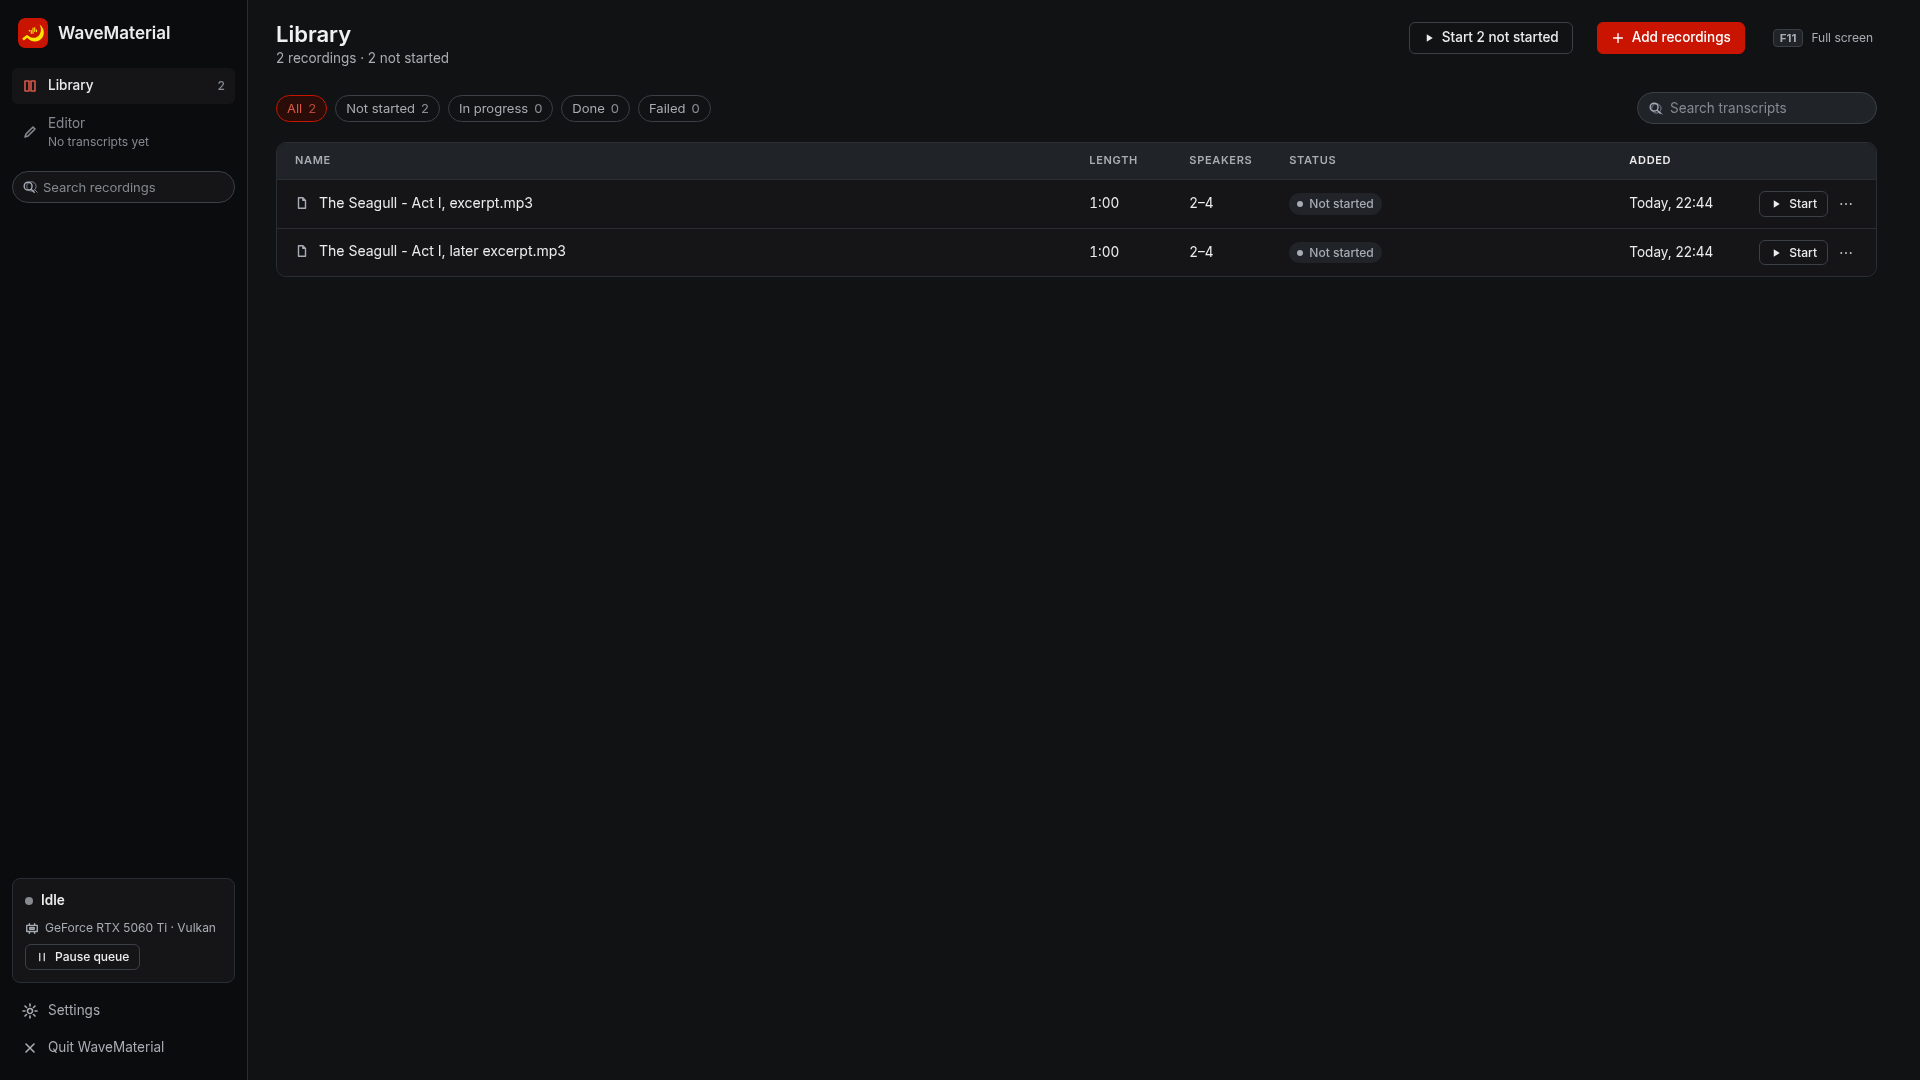 WaveMaterial
Library 2
Editor
No transcripts yet
Search recordings
Idle
GeForce RTX 5060 Ti · Vulkan
Pause queue
Settings
Quit WaveMaterial
Library
2 recordings · 2 not started
Start 2 not started
Add recordings
F11 Full screen
All 2 Not started 2 In progress 0 Done 0 Failed 0
Search transcripts
NAME LENGTH SPEAKERS STATUS ADDED
The Seagull - Act I, excerpt.mp3 1:00 2–4 Not started Today, 22:44 Start ...
The Seagull - Act I, later excerpt.mp3 1:00 2–4 Not started Today, 22:44 Start ...